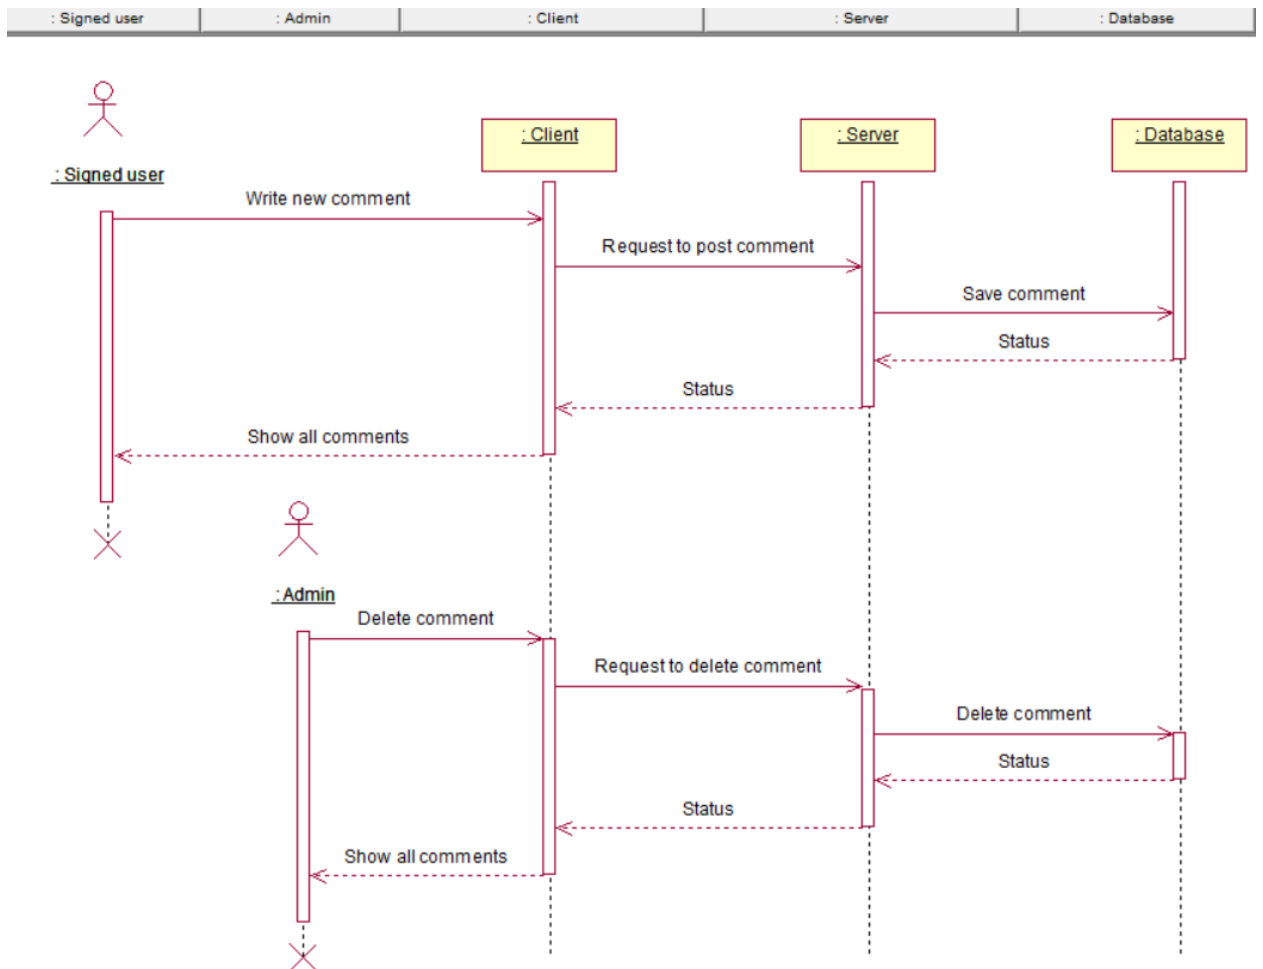 : Signed user
: Admin
: Client
: Server
: Database
: Client
: Server
: Database
: Signed user
Write new comment
Request to post comment
Save comment
Status
Status
Show all comments
: Admin
Delete comment
Request to delete comment
Delete comment
Status
Status
Show all comments